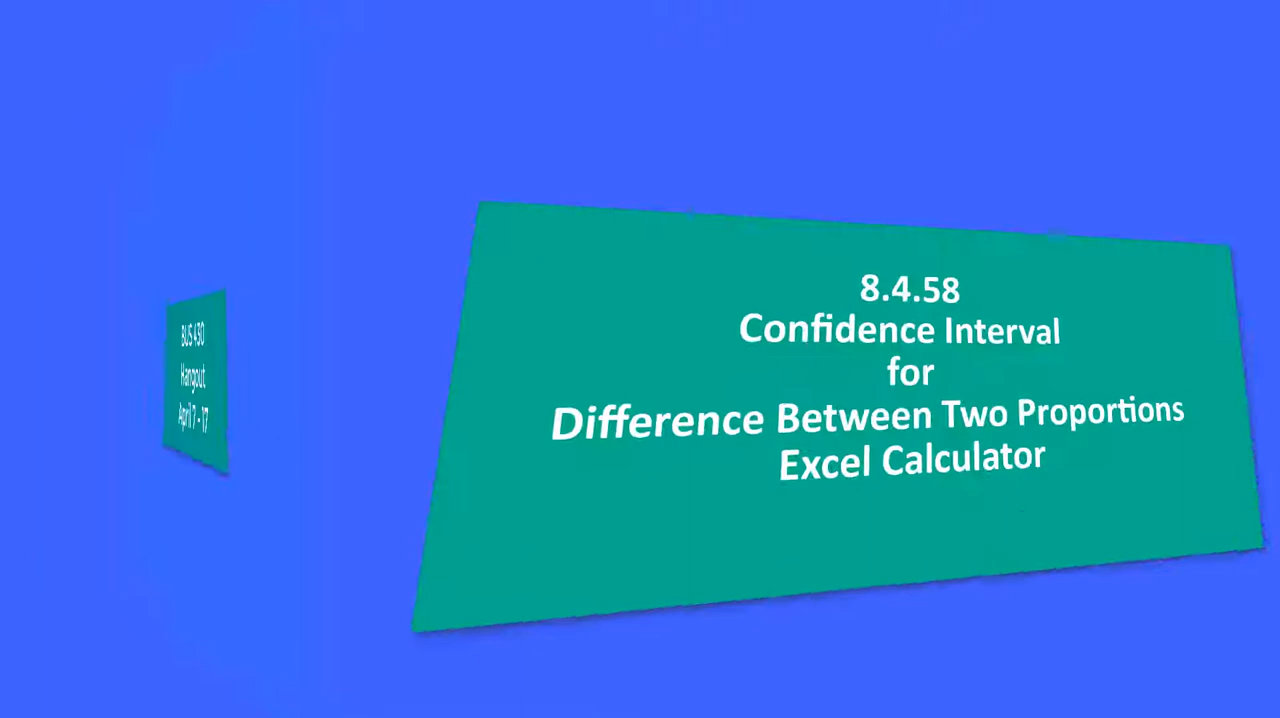 BUS 430
Hangout
April 7 - 17
8.4.58
Confidence Interval
for
Difference Between Two Proportions
Excel Calculator